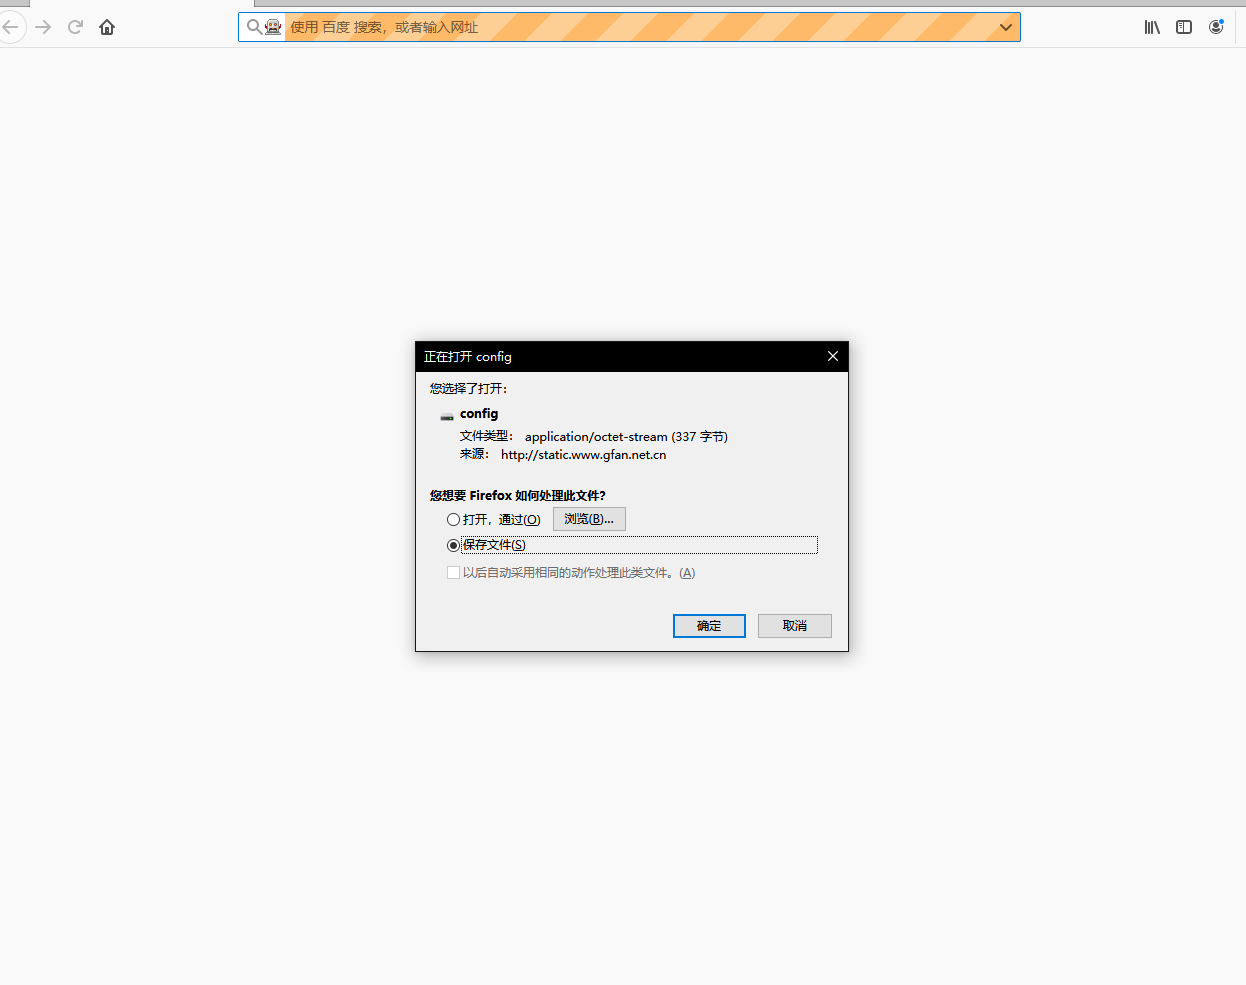 使用 百度 搜索，或者输入网址
正在打开 config
您选择了打开：
config
文件类型： application/octet-stream (337 字节)
来源： http://static.www.gfan.net.cn
您想要 Firefox 如何处理此文件?
打开，通过(O) 浏览(B)...
保存文件(S)
以后自动采用相同的动作处理此类文件。(A)
确定 取消